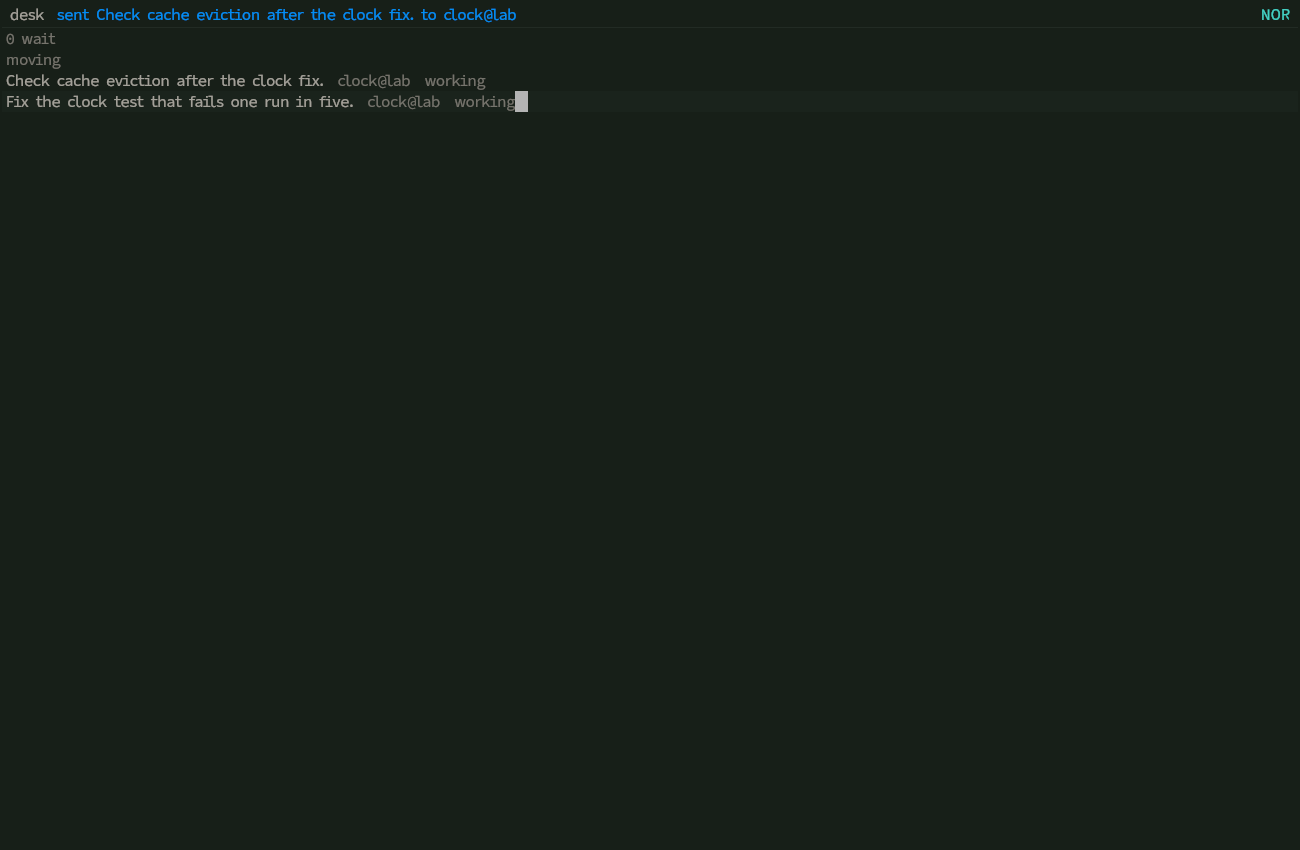 desk sent Check cache eviction after the clock fix. to clock@lab NOR
0 wait
moving
Check cache eviction after the clock fix. clock@lab working
Fix the clock test that fails one run in five. clock@lab working